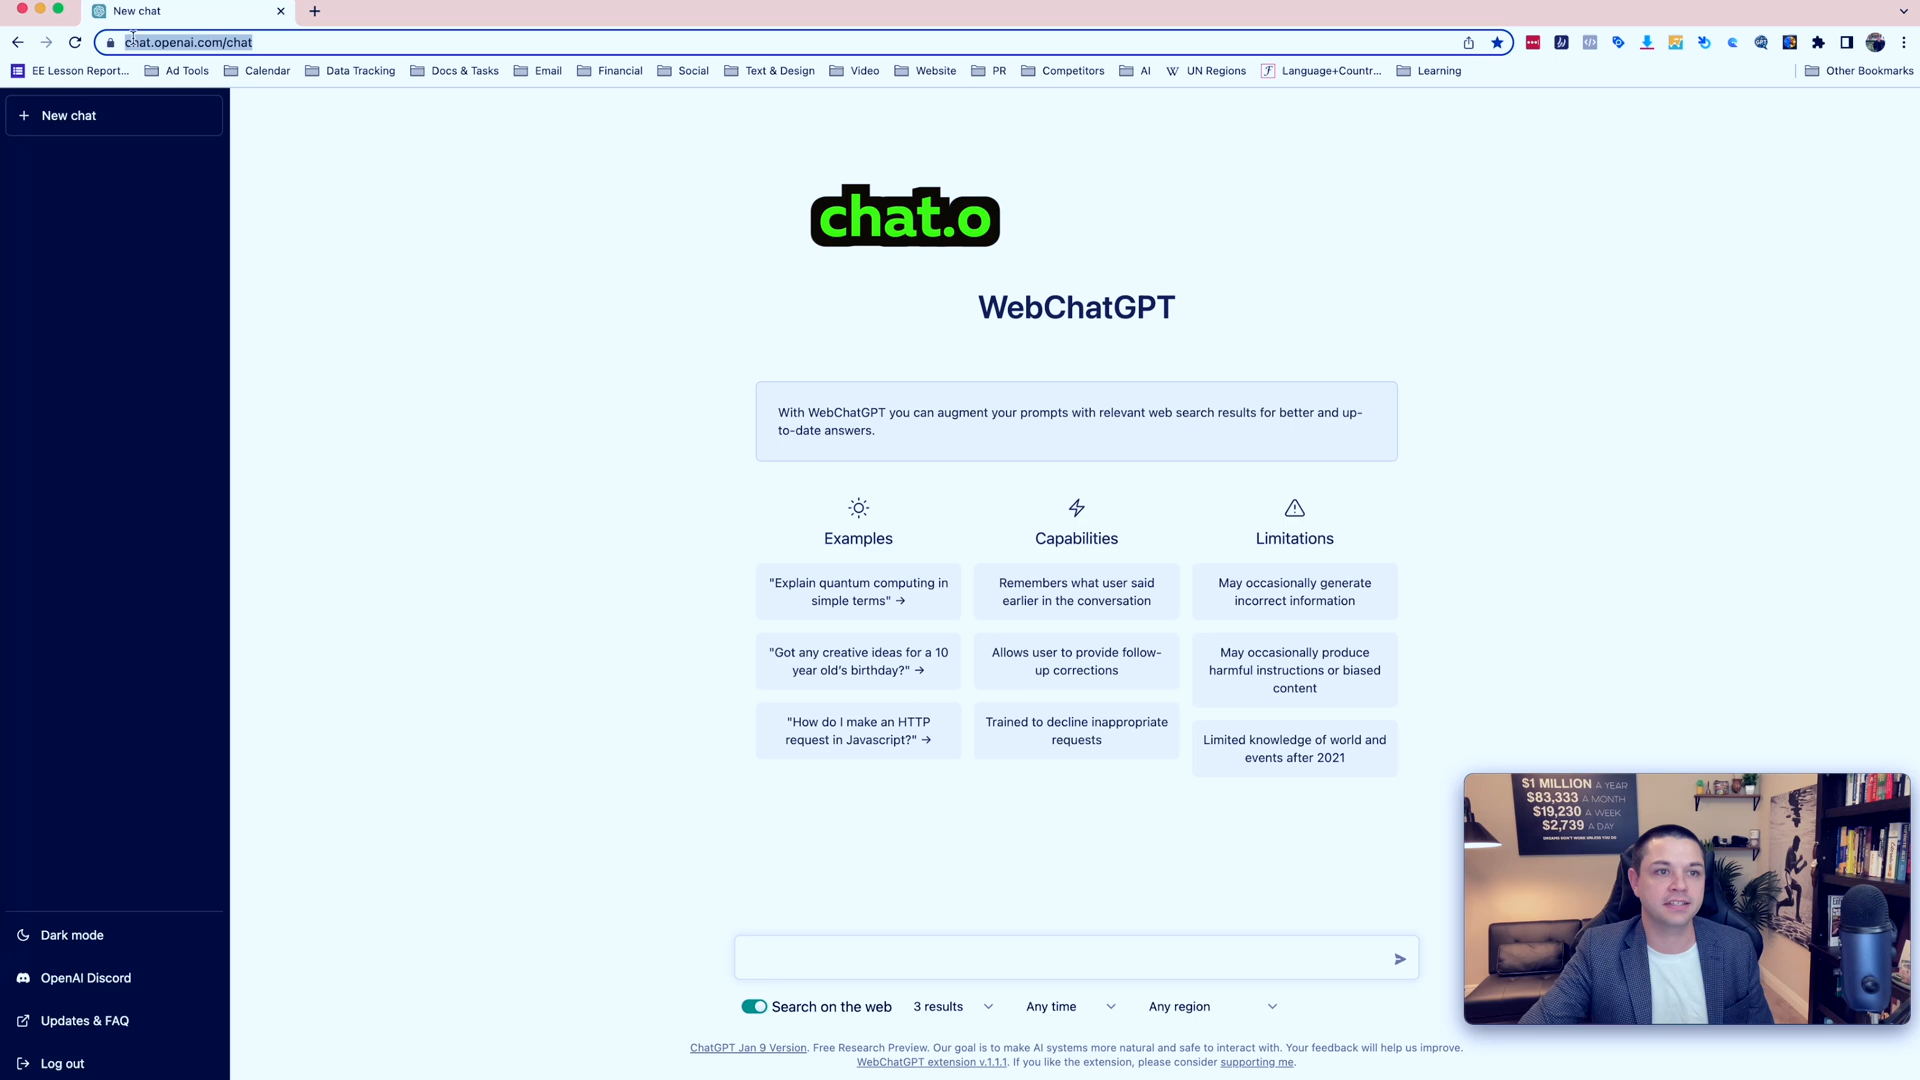 New chat
chat.openai.com/chat
EE Lesson Report...
Ad Tools
Calendar
Data Tracking
Docs & Tasks
Email
Financial
Social
Text & Design
Video
Website
PR
Competitors
AI
UN Regions
Language+Countr...
Learning
Other Bookmarks
New chat
chat.o
WebChatGPT
With WebChatGPT you can augment your prompts with relevant web search results for better and up-
to-date answers.
Examples
Capabilities
Limitations
"Explain quantum computing in
simple terms" →
Remembers what user said
earlier in the conversation
May occasionally generate
incorrect information
"Got any creative ideas for a 10
year old's birthday?" →
Allows user to provide follow-
up corrections
May occasionally produce
harmful instructions or biased
content
"How do I make an HTTP
request in Javascript?" →
Trained to decline inappropriate
requests
Limited knowledge of world and
events after 2021
$1 MILLION A YEAR
$83,333 A MONTH
$19,230 A WEEK
$2,739 A DAY
Dark mode
OpenAI Discord
Updates & FAQ
Log out
Search on the web
3 results
Any time
Any region
ChatGPT Jan 9 Version. Free Research Preview. Our goal is to make AI systems more natural and safe to interact with. Your feedback will help us improve.
WebChatGPT extension v.1.1.1. If you like the extension, please consider supporting me.